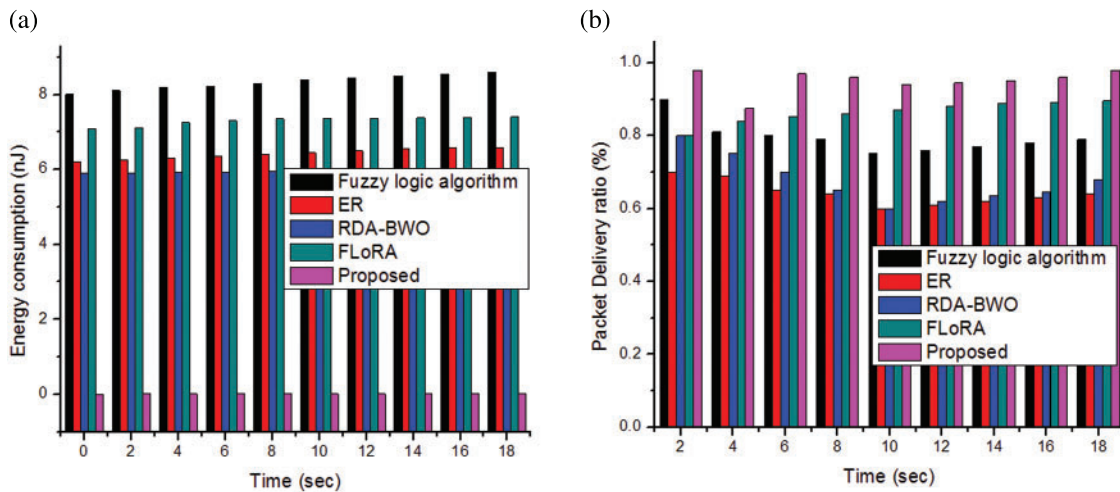 (a)
(b)
Energy consumption (nJ)
8
6
4
2
0
0 2 4 6 8 10 12 14 16 18
Time (sec)
Fuzzy logic algorithm
ER
RDA-BWO
FLoRA
Proposed
Packet Delivery ratio (%)
1.0
0.8
0.6
0.4
0.2
0.0
2 4 6 8 10 12 14 16 18
Time (sec)
Fuzzy logic algorithm
ER
RDA-BWO
FLoRA
Proposed